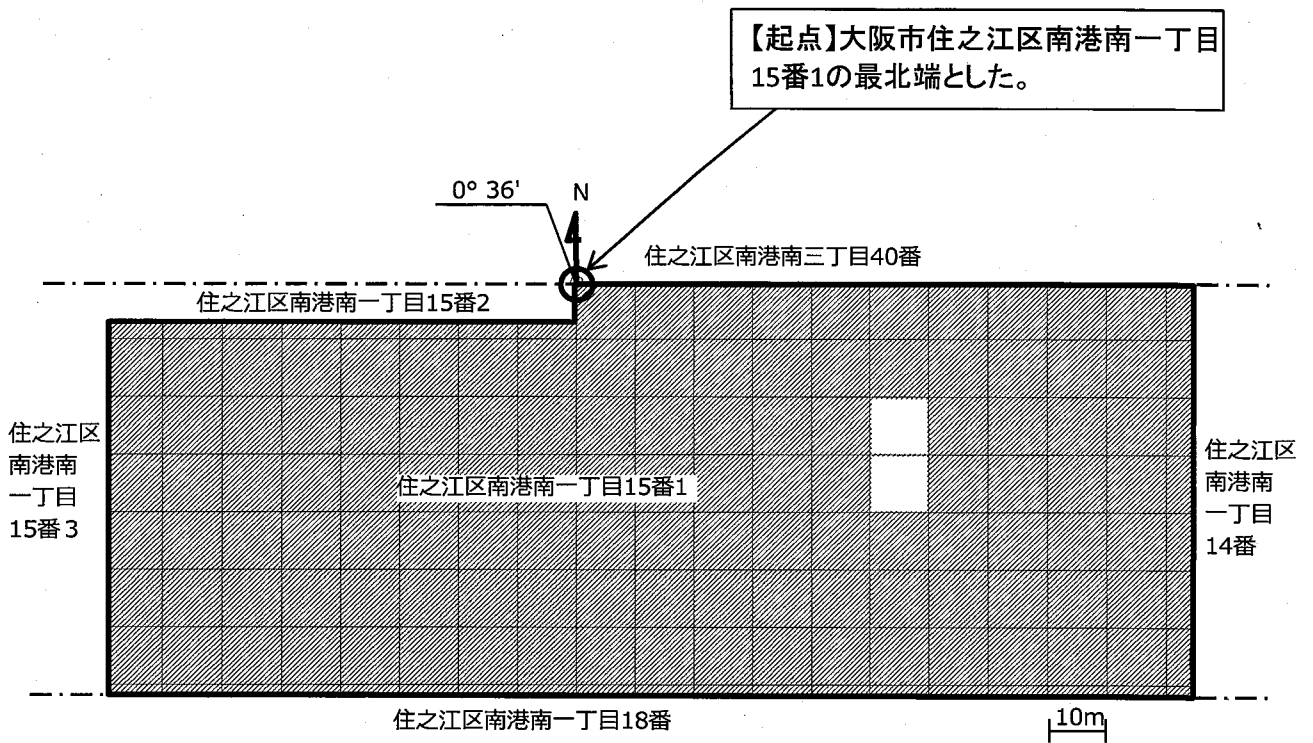 【起点】大阪市住之江区南港南一丁目
15番1の最北端とした。
0° 36'
N
住之江区南港南三丁目40番
住之江区南港南一丁目15番2
住之江区
南港南
一丁目
15番３
住之江区南港南一丁目15番1
住之江区
南港南
一丁目
14番
住之江区南港南一丁目18番
10m